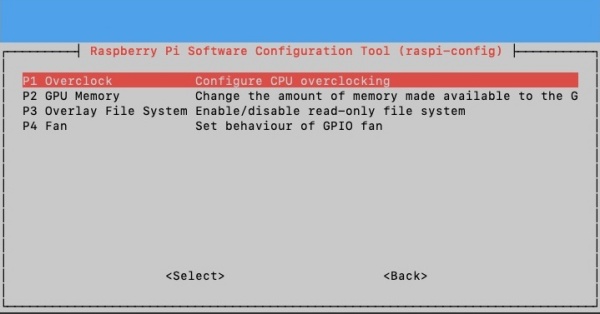 Raspberry Pi Software Configuration Tool (raspi-config)
P1 Overclock Configure CPU overclocking
P2 GPU Memory Change the amount of memory made available to the G
P3 Overlay File System Enable/disable read-only file system
P4 Fan Set behaviour of GPIO fan
<Select> <Back>